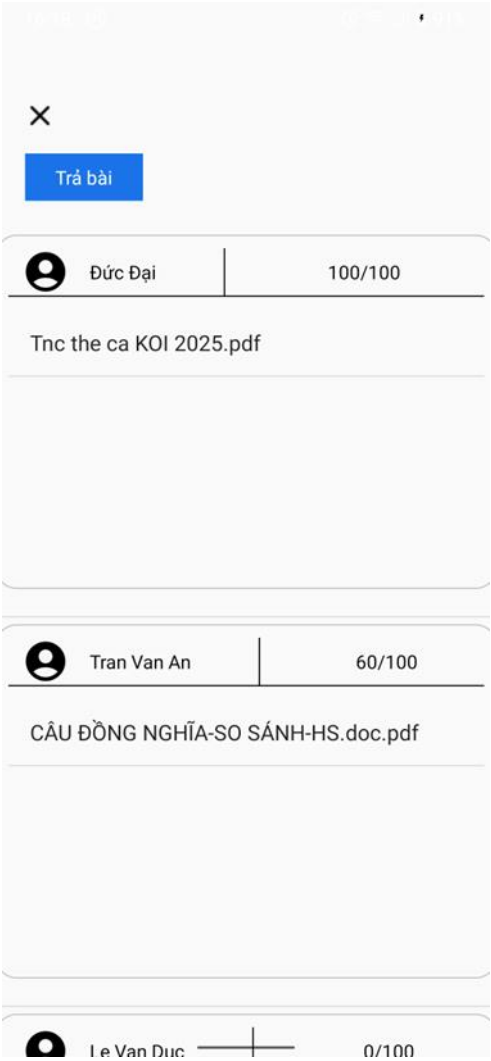 Trả bài
Đức Đại 100/100
Tnc the ca KOI 2025.pdf
Tran Van An 60/100
CÂU ĐỒNG NGHĨA-SO SÁNH-HS.doc.pdf
Le Van Duc 0/100